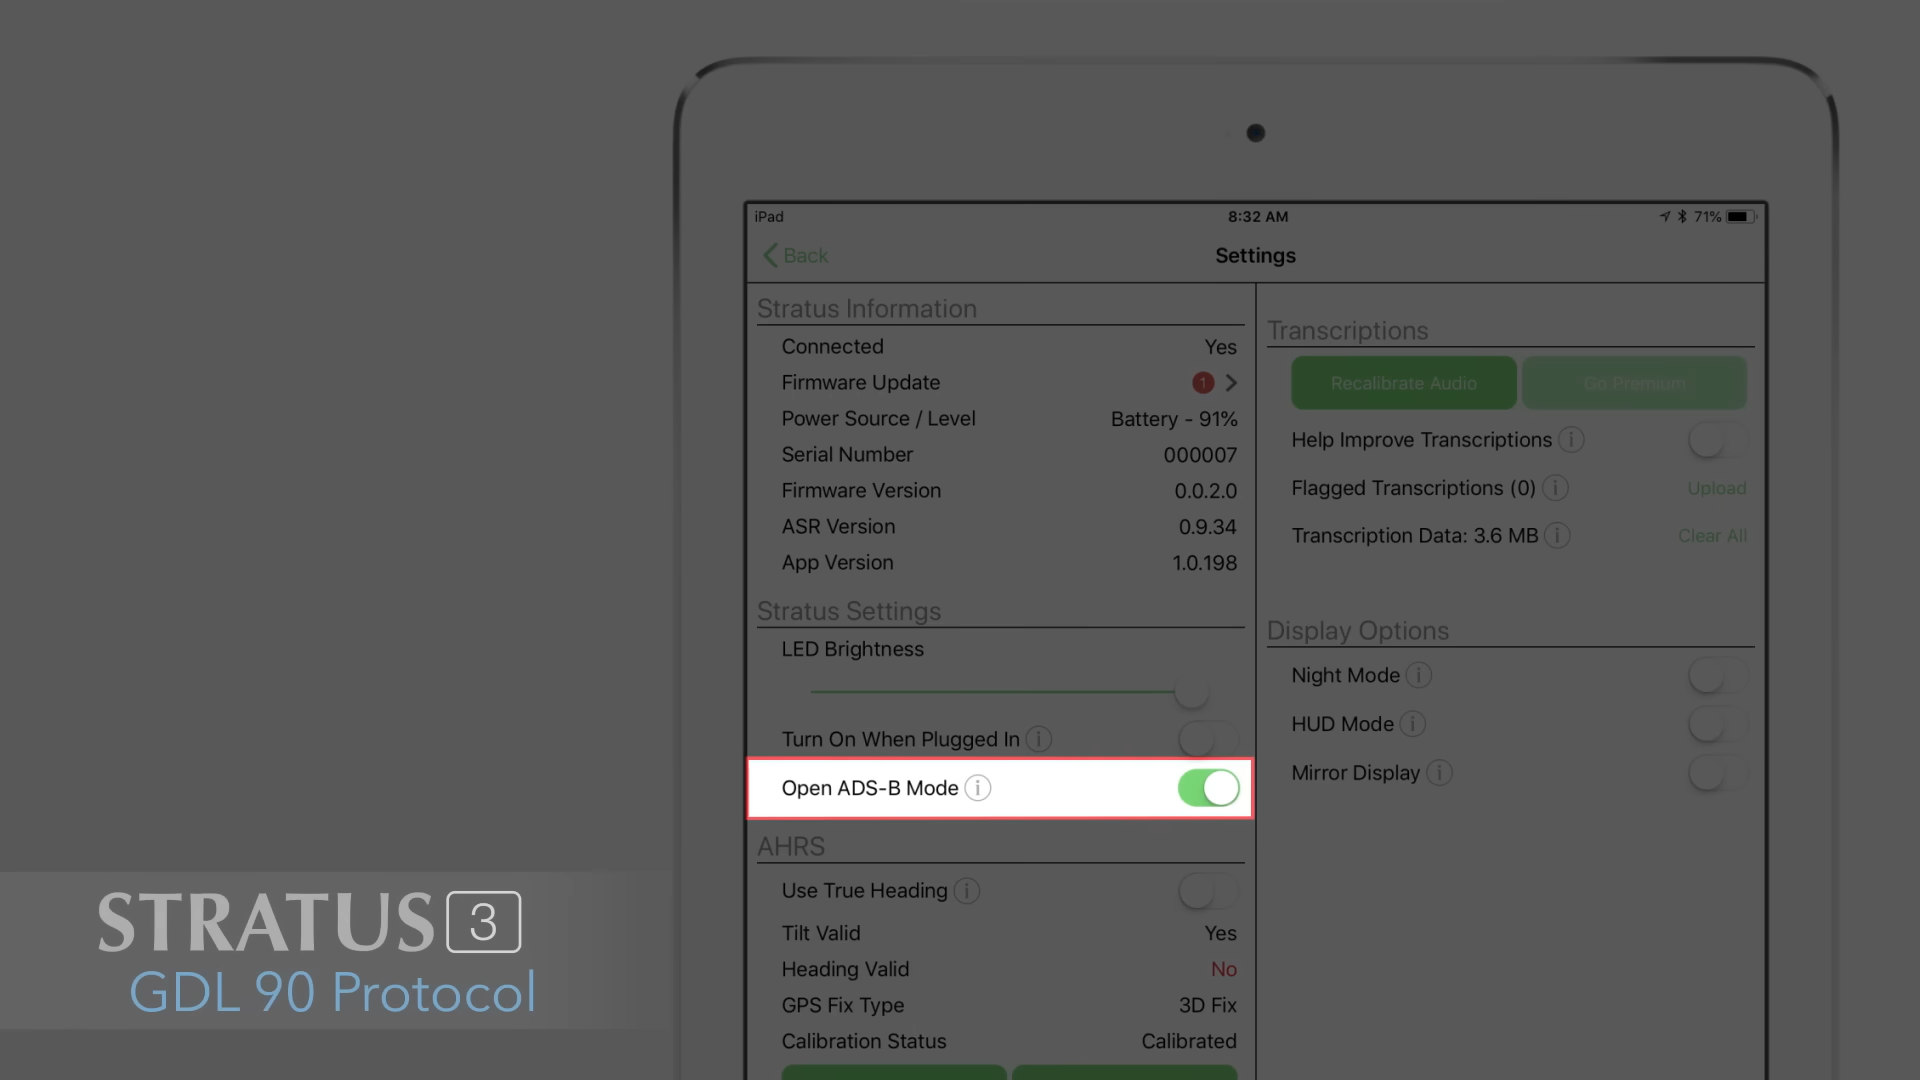 iPad 8:32 AM 71%
Back Settings
Stratus Information
Connected Yes
Firmware Update 1
Power Source / Level Battery - 91%
Serial Number 000007
Firmware Version 0.0.2.0
ASR Version 0.9.34
App Version 1.0.198
Stratus Settings
LED Brightness
Turn On When Plugged In i
Open ADS-B Mode i
AHRS
Use True Heading i
Tilt Valid Yes
Heading Valid No
GPS Fix Type 3D Fix
Calibration Status Calibrated
Transcriptions
Recalibrate Audio Go Premium
Help Improve Transcriptions i
Flagged Transcriptions (0) i Upload
Transcription Data: 3.6 MB i Clear All
Display Options
Night Mode i
HUD Mode i
Mirror Display i
STRATUS 3
GDL 90 Protocol